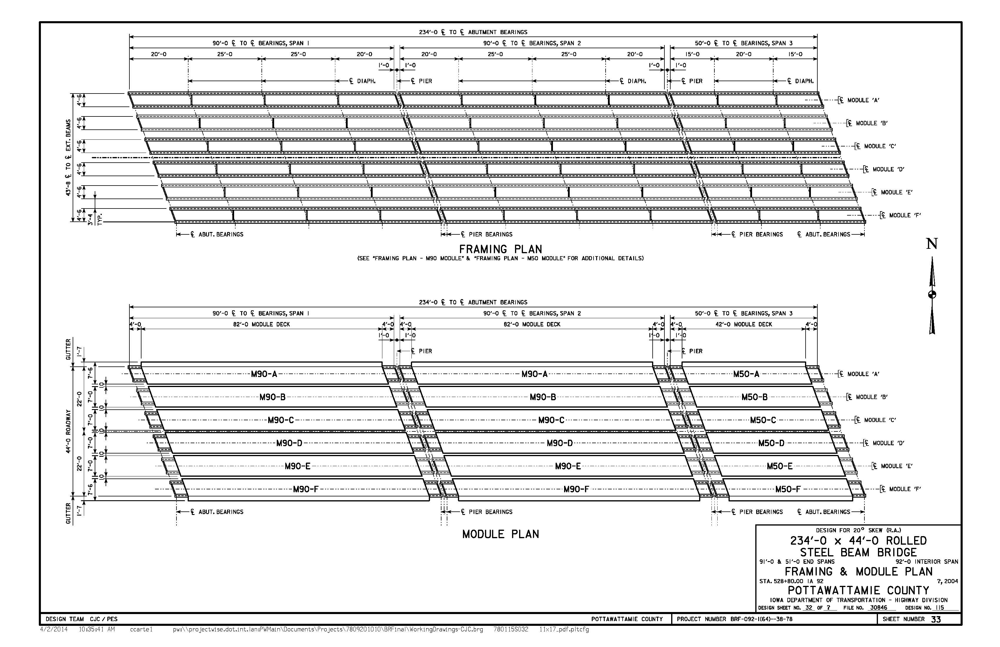 234'-0 ℄ TO ℄ ABUTMENT BEARINGS
90'-0 ℄ TO ℄ BEARINGS, SPAN 1 90'-0 ℄ TO ℄ BEARINGS, SPAN 2 50'-0 ℄ TO ℄ BEARINGS, SPAN 3
20'-0 25'-0 25'-0 20'-0 20'-0 25'-0 25'-0 20'-0 15'-0 20'-0 15'-0
1'-0 1'-0 1'-0 1'-0
℄ DIAPH. ℄ PIER ℄ DIAPH. ℄ PIER ℄ DIAPH.
4'-6 ℄ MODULE 'A'
4'-6 ℄ MODULE 'B'
4'-6 ℄ MODULE 'C'
43'-8 ℄ TO ℄ EXT. BEAMS
4'-6 ℄ MODULE 'D'
4'-6 ℄ MODULE 'E'
4'-6 3'-4 TYP. ℄ MODULE 'F'
℄ ABUT. BEARINGS ℄ PIER BEARINGS ℄ PIER BEARINGS ℄ ABUT. BEARINGS
FRAMING PLAN
(SEE "FRAMING PLAN - M90 MODULE" & "FRAMING PLAN - M50 MODULE" FOR ADDITIONAL DETAILS)
N
234'-0 ℄ TO ℄ ABUTMENT BEARINGS
90'-0 ℄ TO ℄ BEARINGS, SPAN 1 90'-0 ℄ TO ℄ BEARINGS, SPAN 2 50'-0 ℄ TO ℄ BEARINGS, SPAN 3
4'-0 82'-0 MODULE DECK 4'-0 4'-0 82'-0 MODULE DECK 4'-0 4'-0 42'-0 MODULE DECK 4'-0
1'-0 1'-0 1'-0 1'-0
GUTTER 1'-7 ℄ PIER ℄ PIER
7'-6 M90-A M90-A M50-A ℄ MODULE 'A'
10
22'-0 7'-0 M90-B M90-B M50-B ℄ MODULE 'B'
10
7'-0 M90-C M90-C M50-C ℄ MODULE 'C'
10
44'-0 ROADWAY
7'-0 M90-D M90-D M50-D ℄ MODULE 'D'
10
22'-0 7'-0 M90-E M90-E M50-E ℄ MODULE 'E'
10
7'-6 M90-F M90-F M50-F ℄ MODULE 'F'
GUTTER 1'-7 ℄ ABUT. BEARINGS ℄ PIER BEARINGS ℄ PIER BEARINGS ℄ ABUT. BEARINGS
MODULE PLAN
DESIGN FOR 20° SKEW (R.A.)
234'-0 x 44'-0 ROLLED
STEEL BEAM BRIDGE
91'-0 & 51'-0 END SPANS 92'-0 INTERIOR SPAN
FRAMING & MODULE PLAN
STA. 528+80.00 IA 92 ?, 2004
POTTAWATTAMIE COUNTY
IOWA DEPARTMENT OF TRANSPORTATION - HIGHWAY DIVISION
DESIGN SHEET NO. 32 OF ? FILE NO. 30846 DESIGN NO. 115
DESIGN TEAM CJC / PES POTTAWATTAMIE COUNTY PROJECT NUMBER BRF-092-1(64)--38-78 SHEET NUMBER 33
4/2/2014 10:35:41 AM ccarte1 pw:\\projectwise.dot.int.lan:PWMain\Documents\Projects\7809201010\BRFinal\WorkingDrawings-CJC.brg 780115S032 11x17_pdf.pltcfg